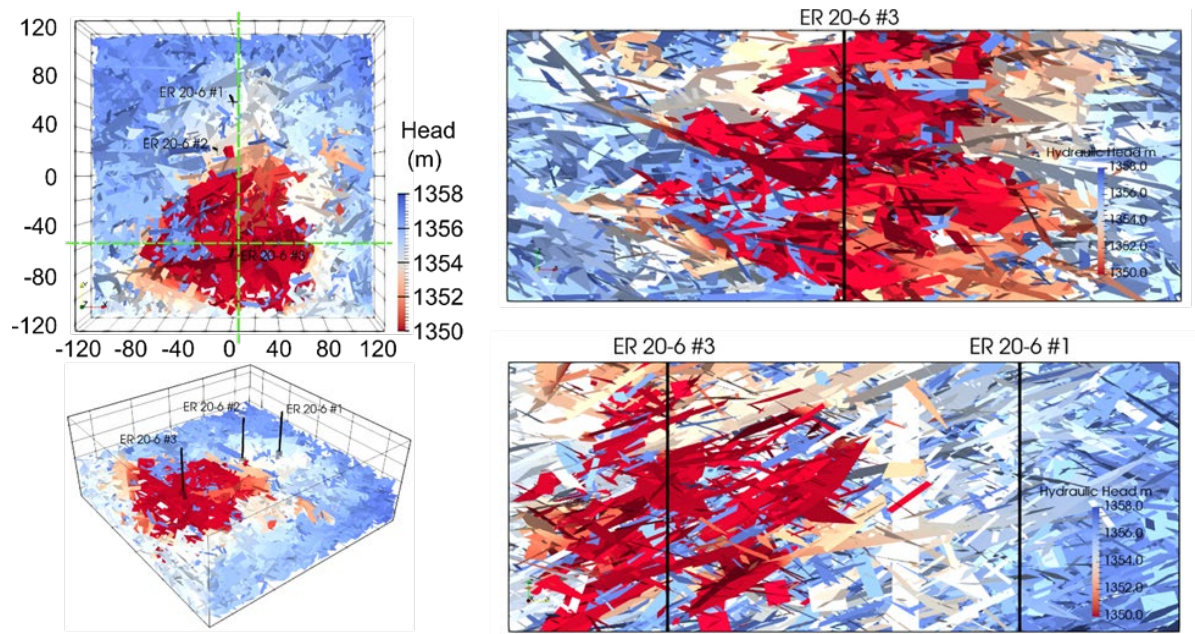 ER 20-6 #3
120
80
40
0
-40
-80
-120
-120 -80 -40 0 40 80 120
ER 20-6 #1
ER 20-6 #2
ER 20-6 #3
Head
(m)
1358
1356
1354
1352
1350
Hydraulic Head m
1358.0
1356.0
1354.0
1352.0
1350.0
ER 20-6 #2
ER 20-6 #1
ER 20-6 #3
ER 20-6 #3
ER 20-6 #1
Hydraulic Head m
1358.0
1356.0
1354.0
1352.0
1350.0